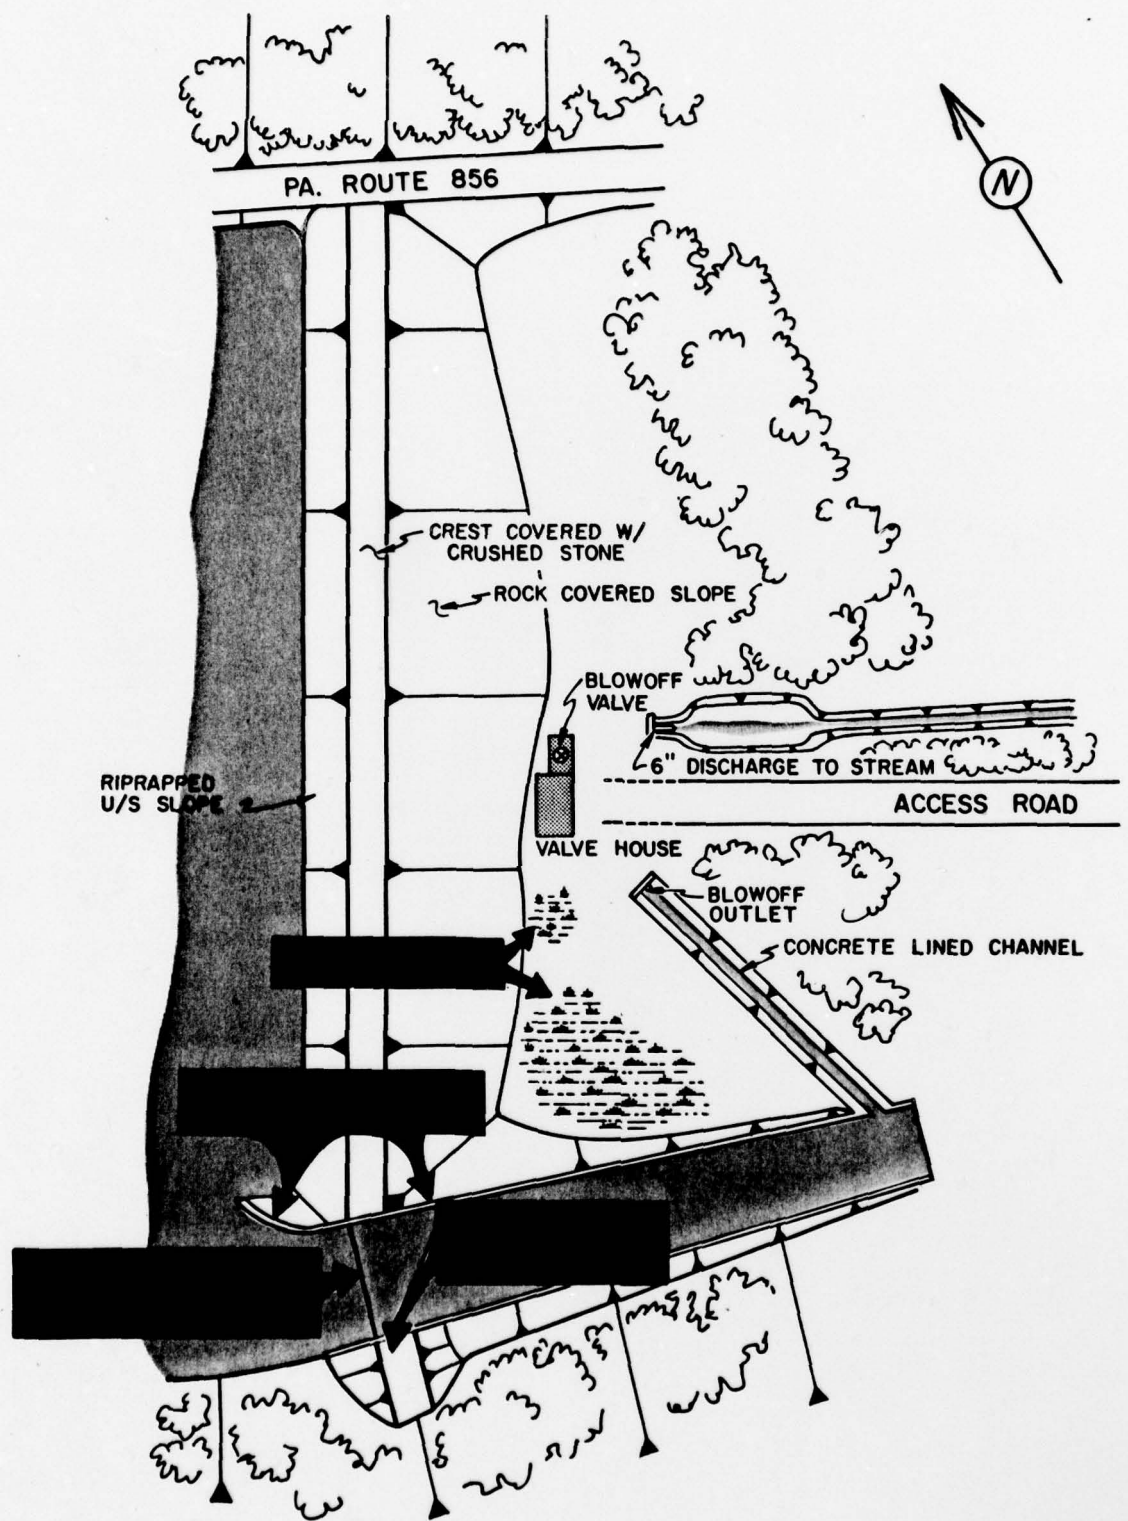 PA. ROUTE 856
N
CREST COVERED W/
CRUSHED STONE
ROCK COVERED SLOPE
BLOWOFF
VALVE
6" DISCHARGE TO STREAM
RIPRAPPED
U/S SLOPE
ACCESS ROAD
VALVE HOUSE
BLOWOFF
OUTLET
CONCRETE LINED CHANNEL